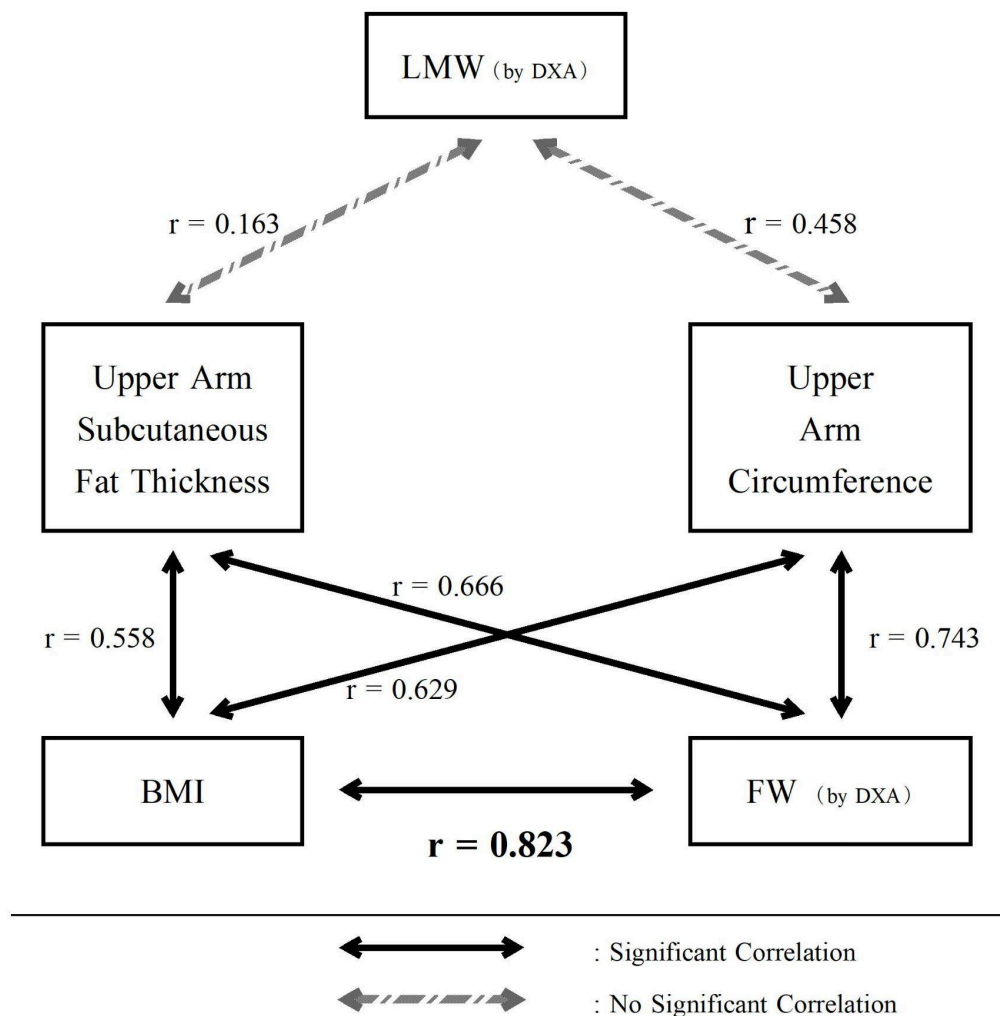 LMW (by DXA)
r = 0.163
r = 0.458
Upper Arm
Subcutaneous
Fat Thickness
Upper
Arm
Circumference
r = 0.666
r = 0.558
r = 0.743
r = 0.629
BMI
FW (by DXA)
r = 0.823
: Significant Correlation
: No Significant Correlation